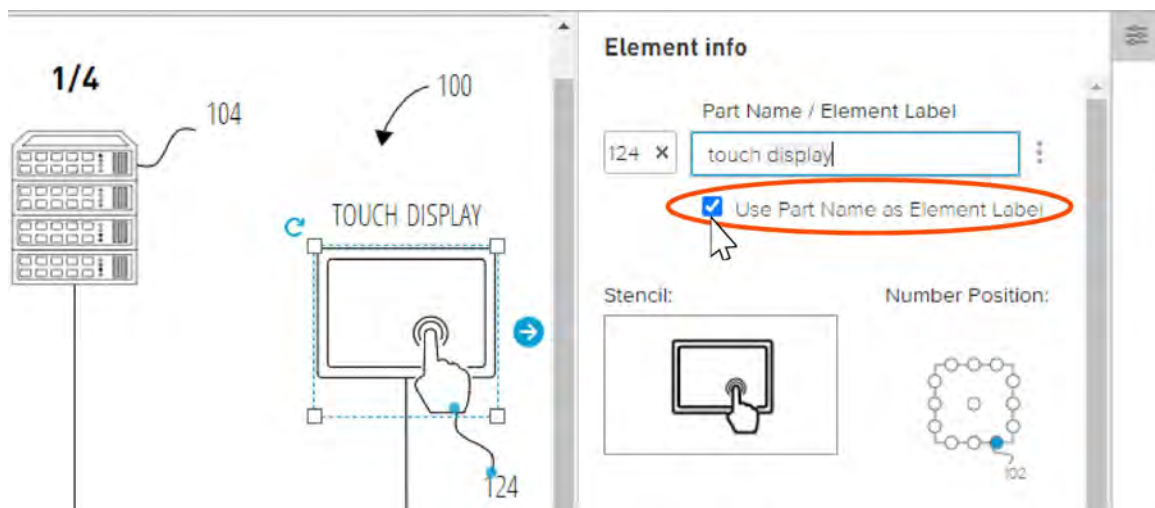 1/4
104
100
TOUCH DISPLAY
124
Element info
Part Name / Element Label
124 ×
touch display
Use Part Name as Element Label
Stencil:
Number Position:
102